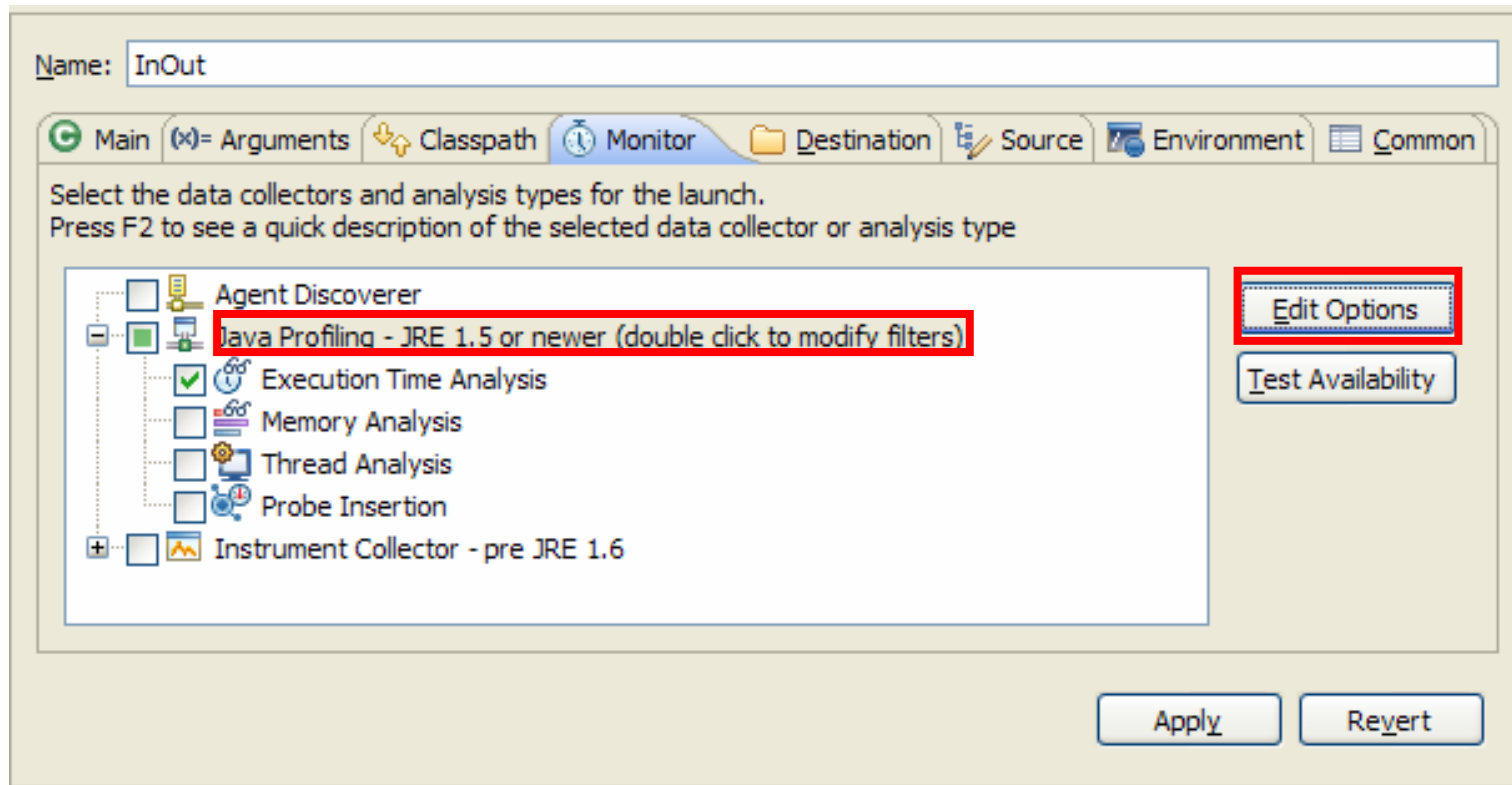 Name: InOut
Main (x)= Arguments Classpath Monitor Destination Source Environment Common
Select the data collectors and analysis types for the launch.
Press F2 to see a quick description of the selected data collector or analysis type
Agent Discoverer
Edit Options
Java Profiling - JRE 1.5 or newer (double click to modify filters)
Execution Time Analysis
Test Availability
Memory Analysis
Thread Analysis
Probe Insertion
Instrument Collector - pre JRE 1.6
Apply Revert